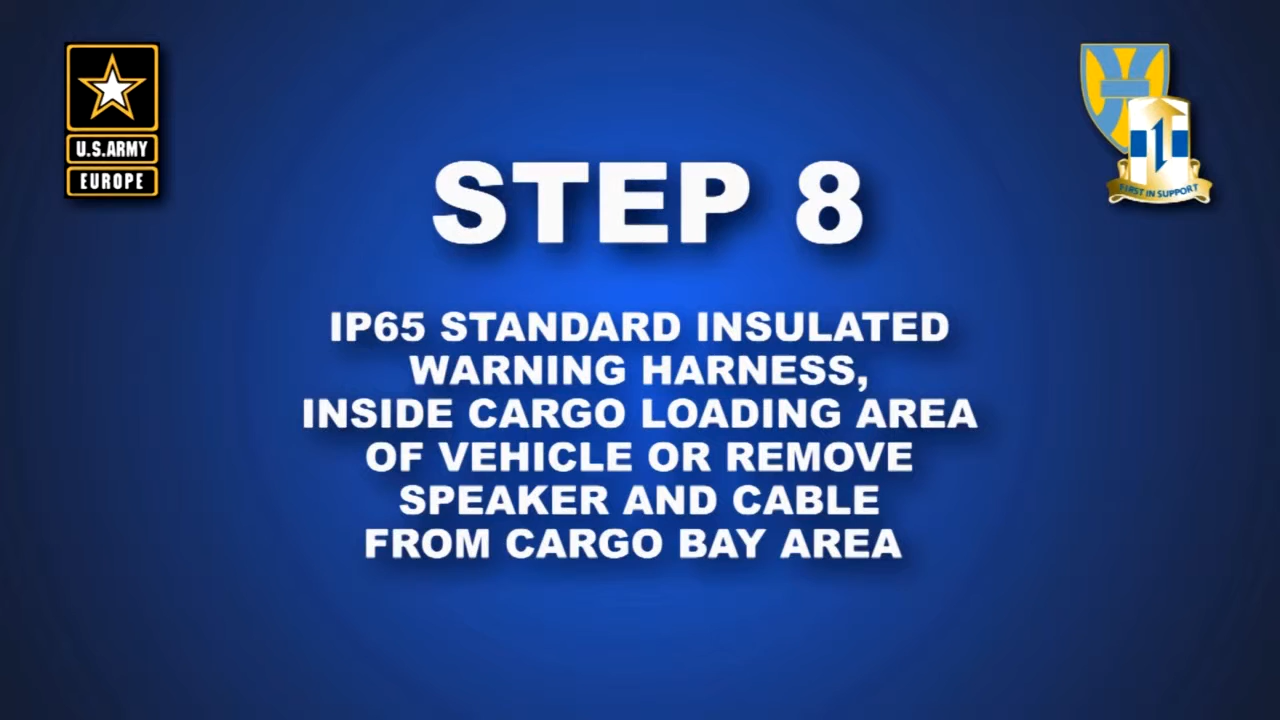 U.S.ARMY
EUROPE
FIRST IN SUPPORT
STEP 8
IP65 STANDARD INSULATED
WARNING HARNESS,
INSIDE CARGO LOADING AREA
OF VEHICLE OR REMOVE
SPEAKER AND CABLE
FROM CARGO BAY AREA